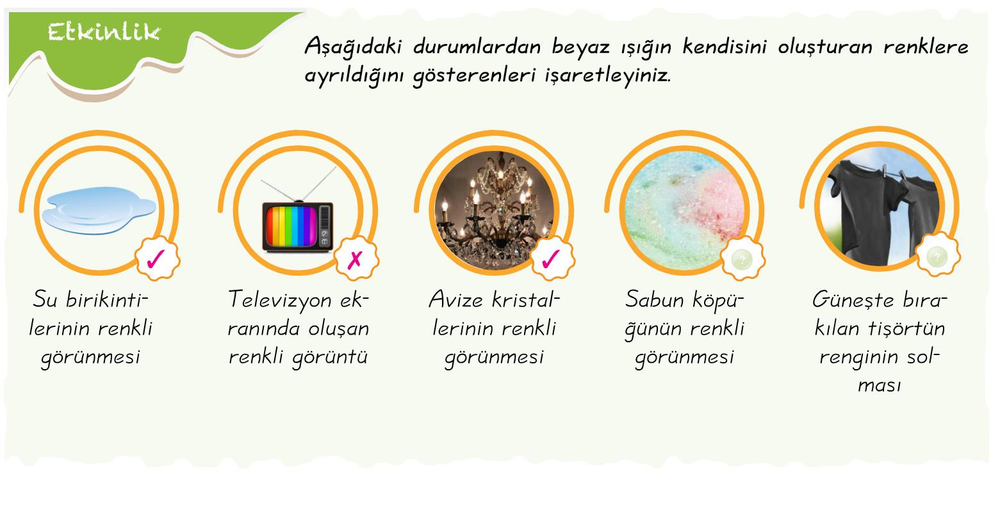 Etkinlik
Aşağıdaki durumlardan beyaz ışığın kendisini oluşturan renklere
ayrıldığını gösterenleri işaretleyiniz.
✓
✗
✓
?
?
Su birikinti-
lerinin renkli
görünmesi
Televizyon ek-
ranında oluşan
renkli görüntü
Avize kristal-
lerinin renkli
görünmesi
Sabun köpü-
ğünün renkli
görünmesi
Güneşte bıra-
kılan tişörtün
renginin sol-
ması